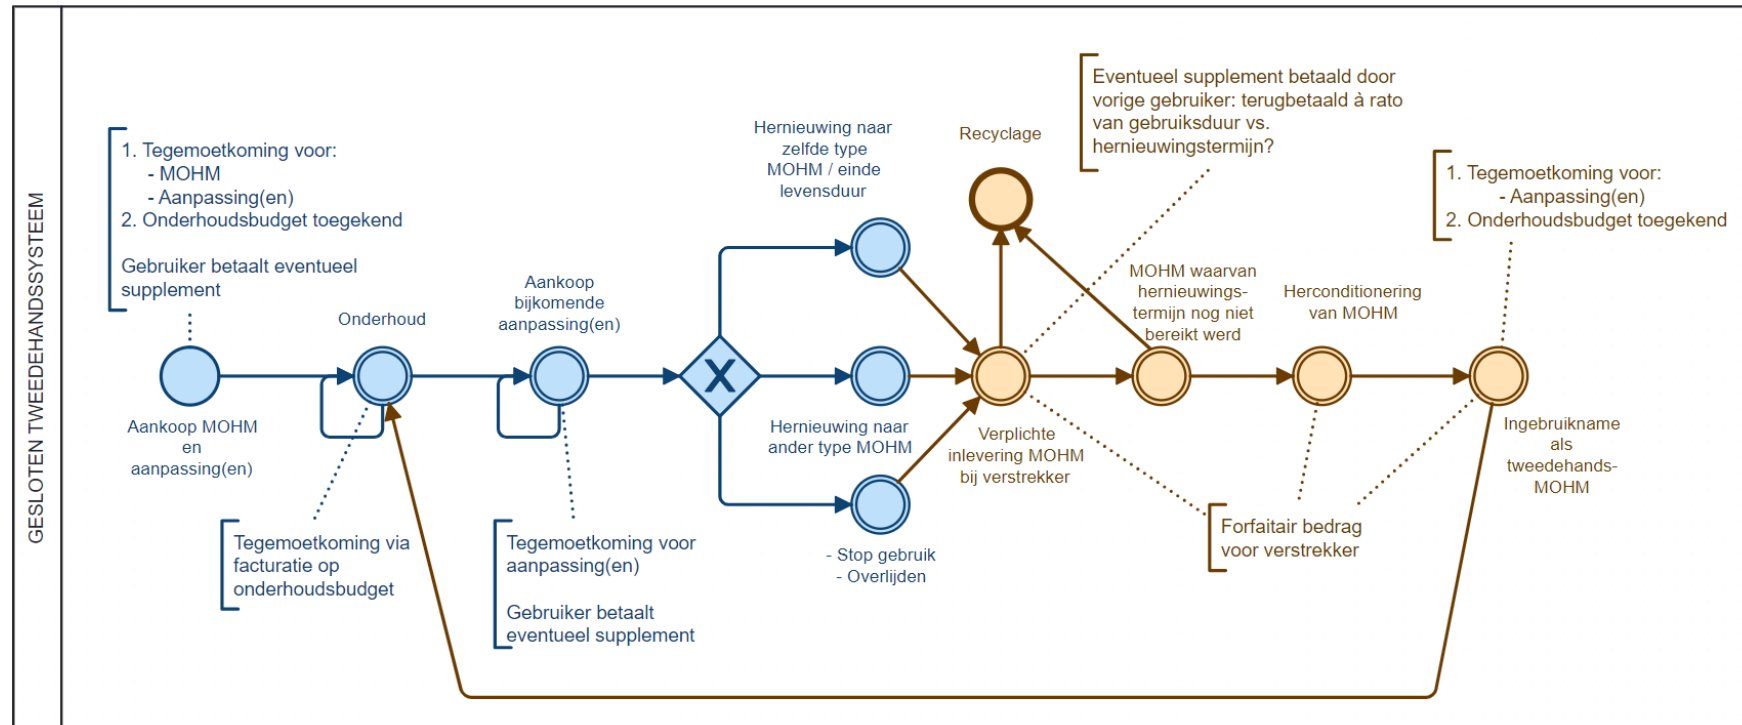 GESLOTEN TWEEDEHANDSSYSTEEM
1. Tegemoetkoming voor:
- MOHM
- Aanpassing(en)
2. Onderhoudsbudget toegekend
Gebruiker betaalt eventueel
supplement
Aankoop MOHM
en
aanpassing(en)
Onderhoud
Tegemoetkoming via
facturatie op
onderhoudsbudget
Aankoop
bijkomende
aanpassing(en)
Tegemoetkoming voor
aanpassing(en)
Gebruiker betaalt
eventueel supplement
X
Hernieuwing naar
zelfde type
MOHM / einde
levensduur
Hernieuwing naar
ander type MOHM
- Stop gebruik
- Overlijden
Recyclage
Verplichte
inlevering MOHM
bij verstrekker
Eventueel supplement betaald door
vorige gebruiker: terugbetaald à rato
van gebruiksduur vs.
hernieuwingstermijn?
MOHM waarvan
hernieuwings-
termijn nog niet
bereikt werd
Herconditionering
van MOHM
Forfaitair bedrag
voor verstrekker
1. Tegemoetkoming voor:
- Aanpassing(en)
2. Onderhoudsbudget toegekend
Ingebruikname
als
tweedehands-
MOHM